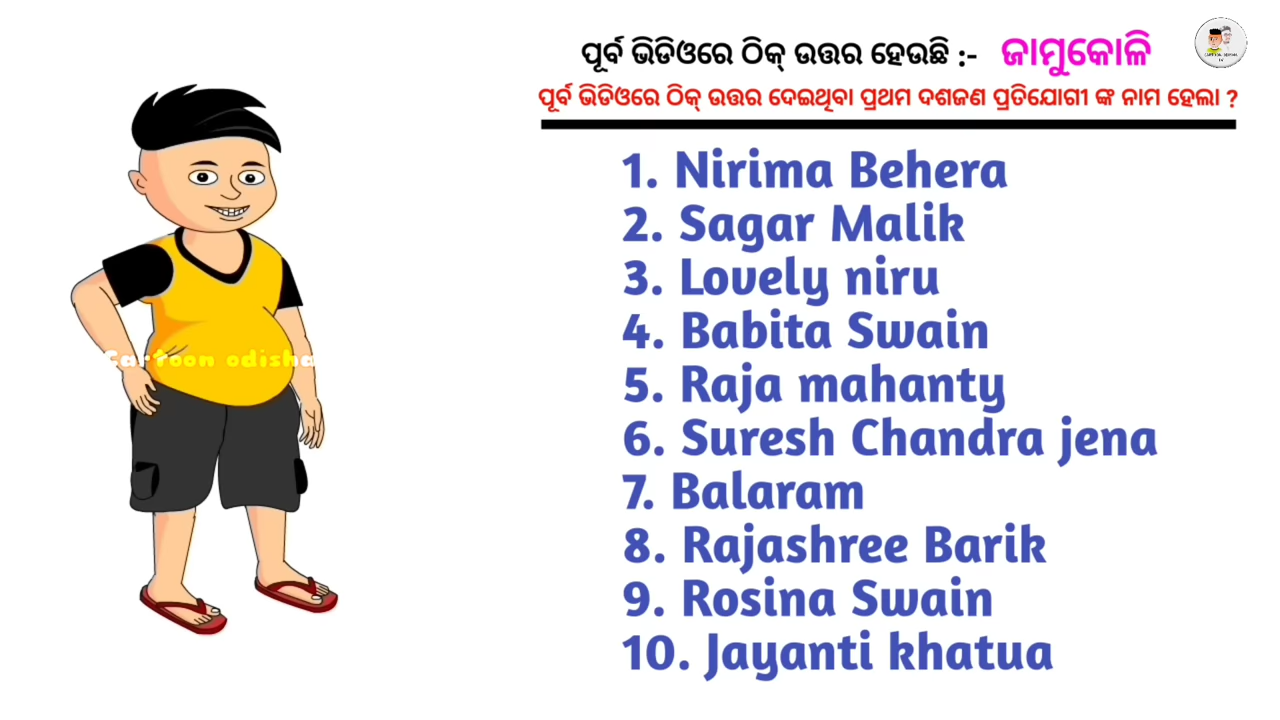 ପୂର୍ବ ଭିଡିଓରେ ଠିକ୍ ଉତ୍ତର ହେଉଛି :- ଜାମୁକୋଳି
ପୂର୍ବ ଭିଡିଓରେ ଠିକ୍ ଉତ୍ତର ଦେଇଥିବା ପ୍ରଥମ ଦଶଜଣ ପ୍ରତିଯୋଗୀ ଙ୍କ ନାମ ହେଲା ?
1. Nirima Behera
2. Sagar Malik
3. Lovely niru
4. Babita Swain
Cartoon odisha
5. Raja mahanty
6. Suresh Chandra jena
7. Balaram
8. Rajashree Barik
9. Rosina Swain
10. Jayanti khatua